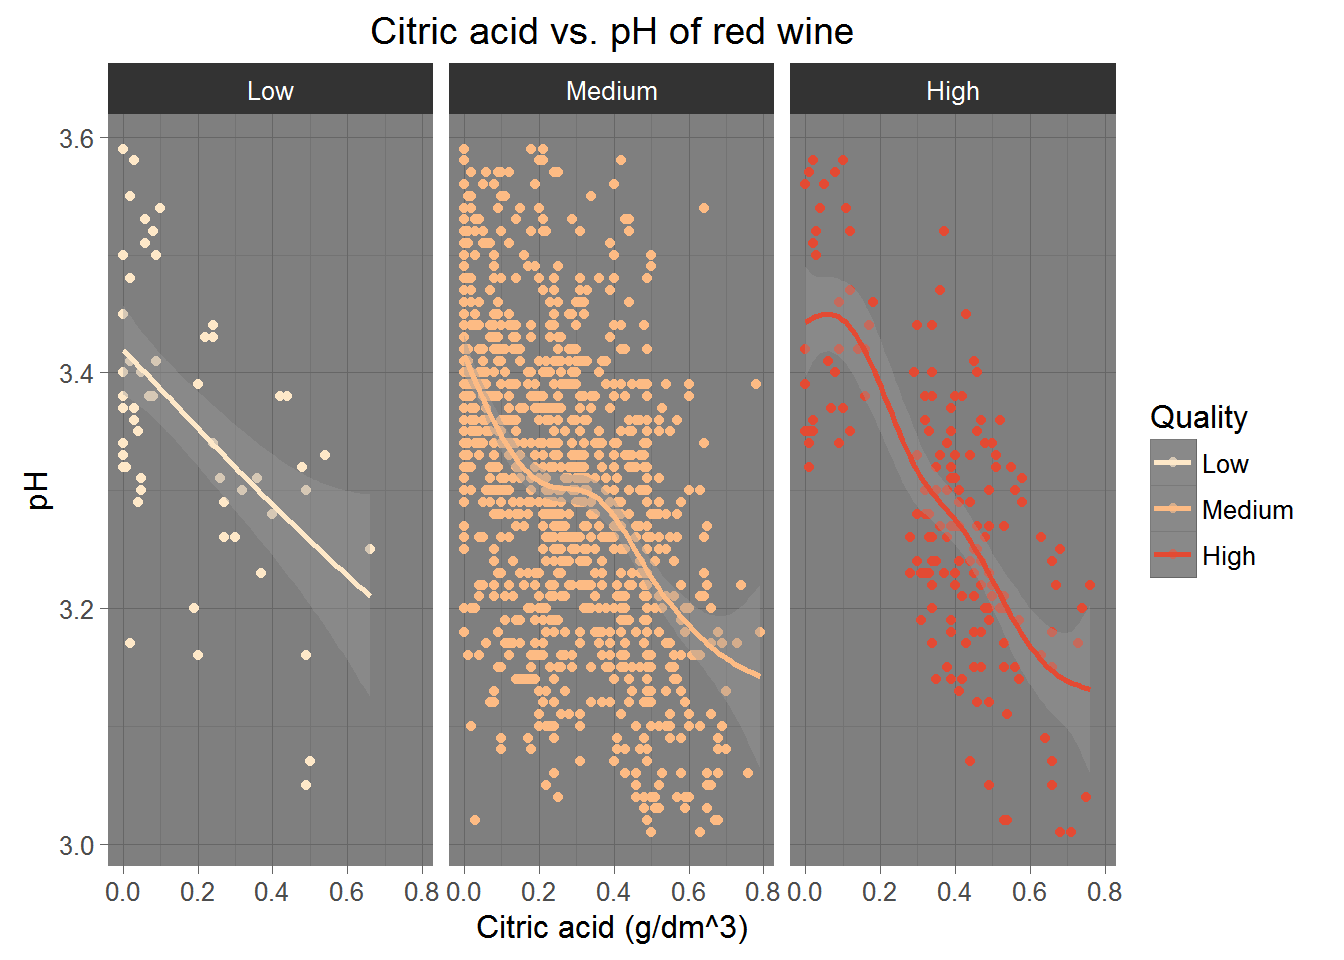 Citric acid vs. pH of red wine
Low Medium High
3.6
3.4
3.2
3.0
pH
0.0 0.2 0.4 0.6 0.8 0.0 0.2 0.4 0.6 0.8 0.0 0.2 0.4 0.6 0.8
Citric acid (g/dm^3)
Quality
Low
Medium
High